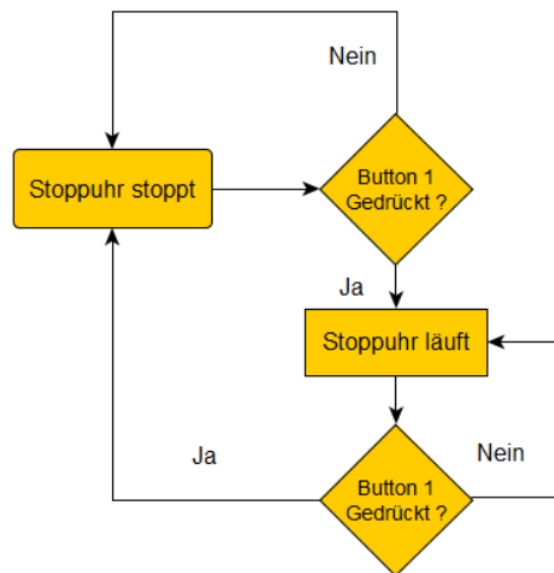 Nein
Stoppuhr stoppt
Button 1
Gedrückt ?
Ja
Stoppuhr läuft
Ja
Nein
Button 1
Gedrückt ?